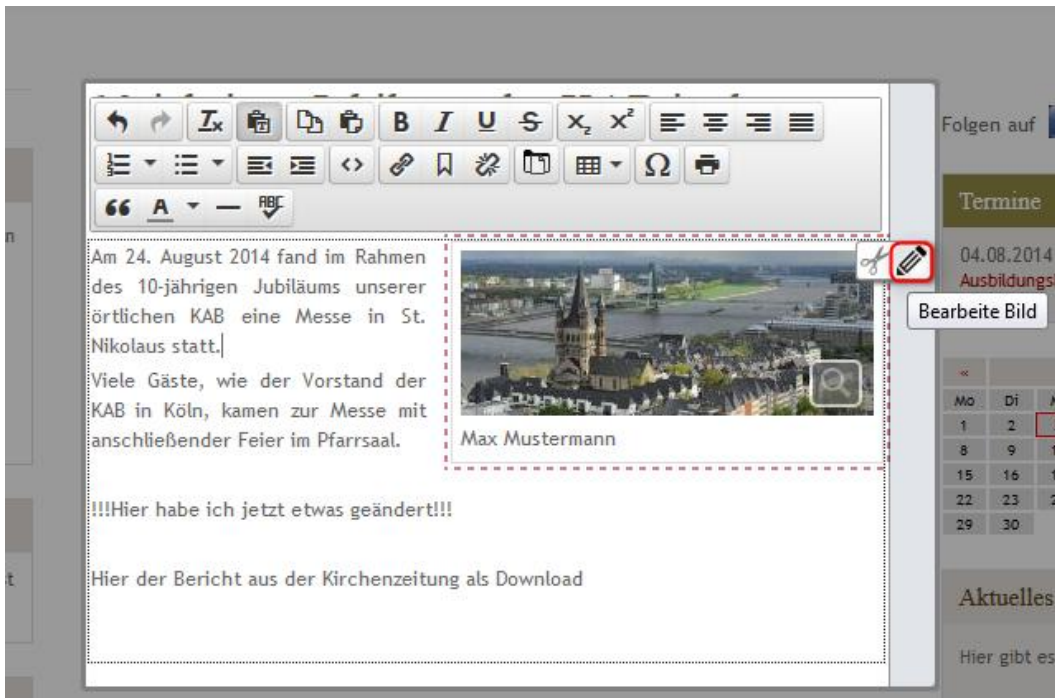 Folgen auf
Termine
04.08.2014
Am 24. August 2014 fand im Rahmen
des 10-jährigen Jubiläums unserer
örtlichen KAB eine Messe in St.
Nikolaus statt.
Viele Gäste, wie der Vorstand der
KAB in Köln, kamen zur Messe mit
anschließender Feier im Pfarrsaal.
Max Mustermann
!!!Hier habe ich jetzt etwas geändert!!!
Hier der Bericht aus der Kirchenzeitung als Download
Bearbeite Bild
«
Mo Di
1 2
8 9
15 16
22 23
29 30
Aktuelles
Hier gibt es